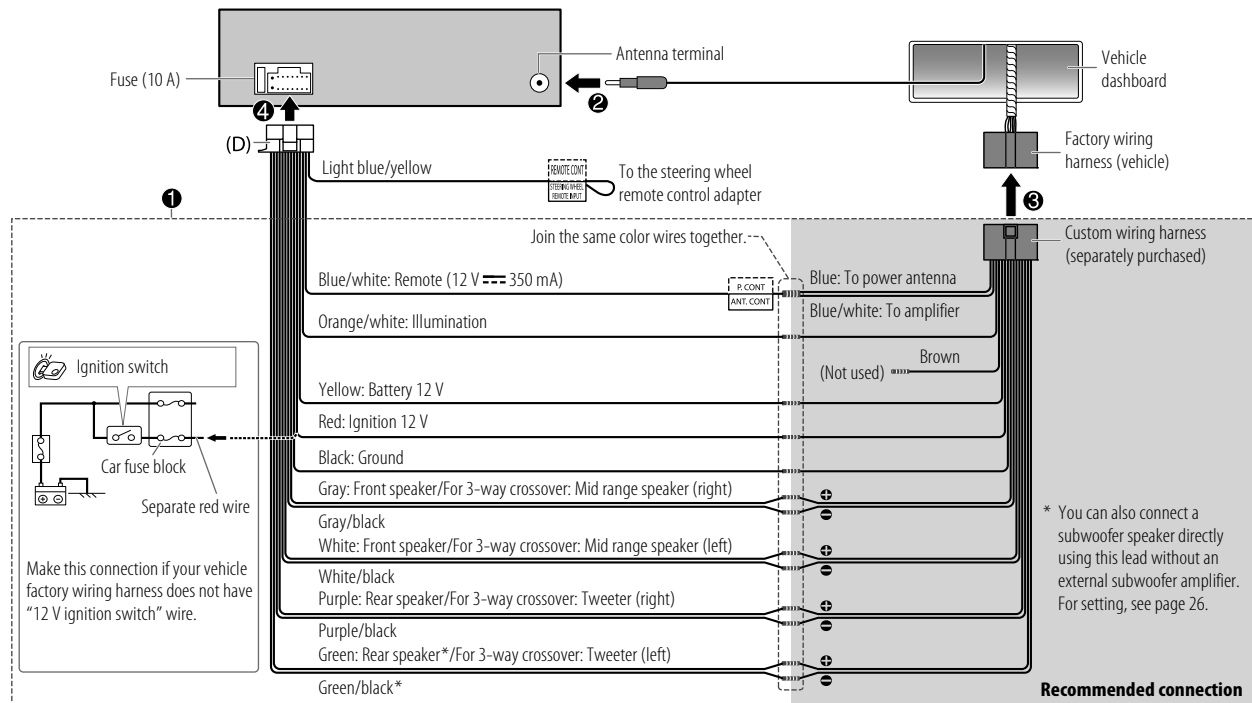 Antenna terminal
Fuse (10 A)
Vehicle
dashboard
❷
❹
(D)
Factory wiring
harness (vehicle)
Light blue/yellow
REMOTE CONT
STEERING WHEEL
REMOTE INPUT
To the steering wheel
remote control adapter
❶
❸
Join the same color wires together.
Custom wiring harness
(separately purchased)
Blue/white: Remote (12 V ⎓ 350 mA)
P. CONT
ANT. CONT
Blue: To power antenna
Blue/white: To amplifier
Orange/white: Illumination
Ignition switch
Brown
(Not used)
Yellow: Battery 12 V
Red: Ignition 12 V
Car fuse block
Black: Ground
Separate red wire
Gray: Front speaker/For 3-way crossover: Mid range speaker (right)
⊕
⊖
Gray/black
White: Front speaker/For 3-way crossover: Mid range speaker (left)
⊕
⊖
White/black
Purple: Rear speaker/For 3-way crossover: Tweeter (right)
⊕
⊖
Purple/black
Green: Rear speaker*/For 3-way crossover: Tweeter (left)
⊕
⊖
Green/black*
Make this connection if your vehicle
factory wiring harness does not have
“12 V ignition switch” wire.
* You can also connect a
subwoofer speaker directly
using this lead without an
external subwoofer amplifier.
For setting, see page 26.
Recommended connection